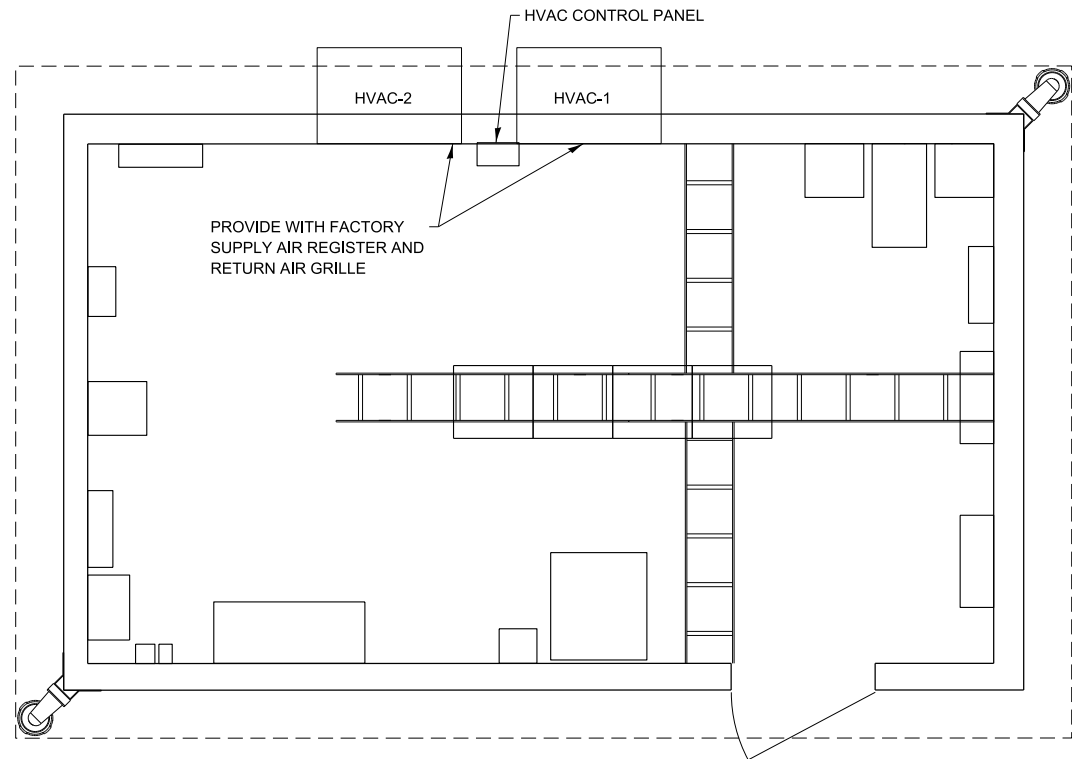 HVAC CONTROL PANEL
HVAC-2
HVAC-1
PROVIDE WITH FACTORY
SUPPLY AIR REGISTER AND
RETURN AIR GRILLE